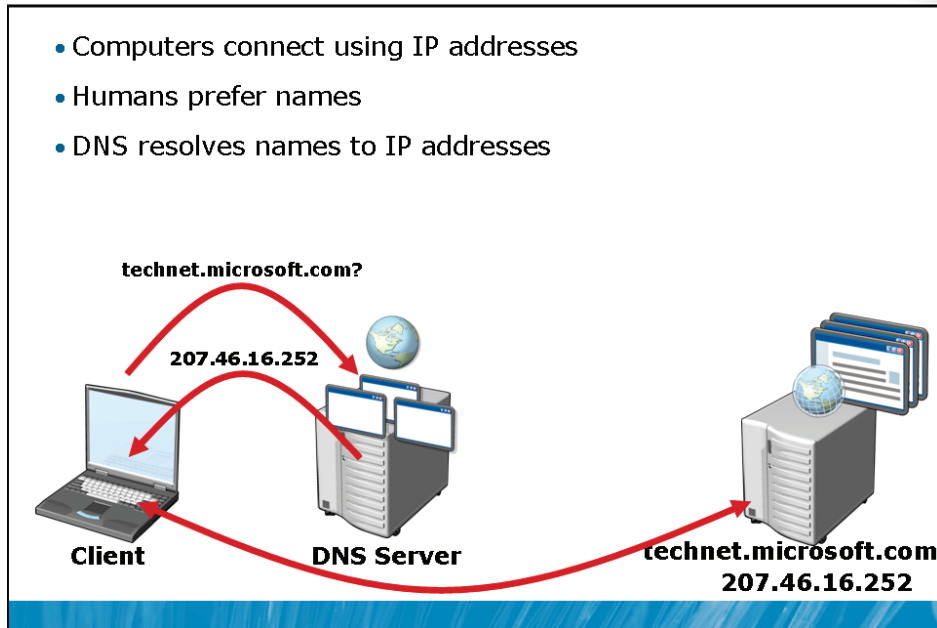 • Computers connect using IP addresses
• Humans prefer names
• DNS resolves names to IP addresses
technet.microsoft.com?
207.46.16.252
Client
DNS Server
technet.microsoft.com
207.46.16.252